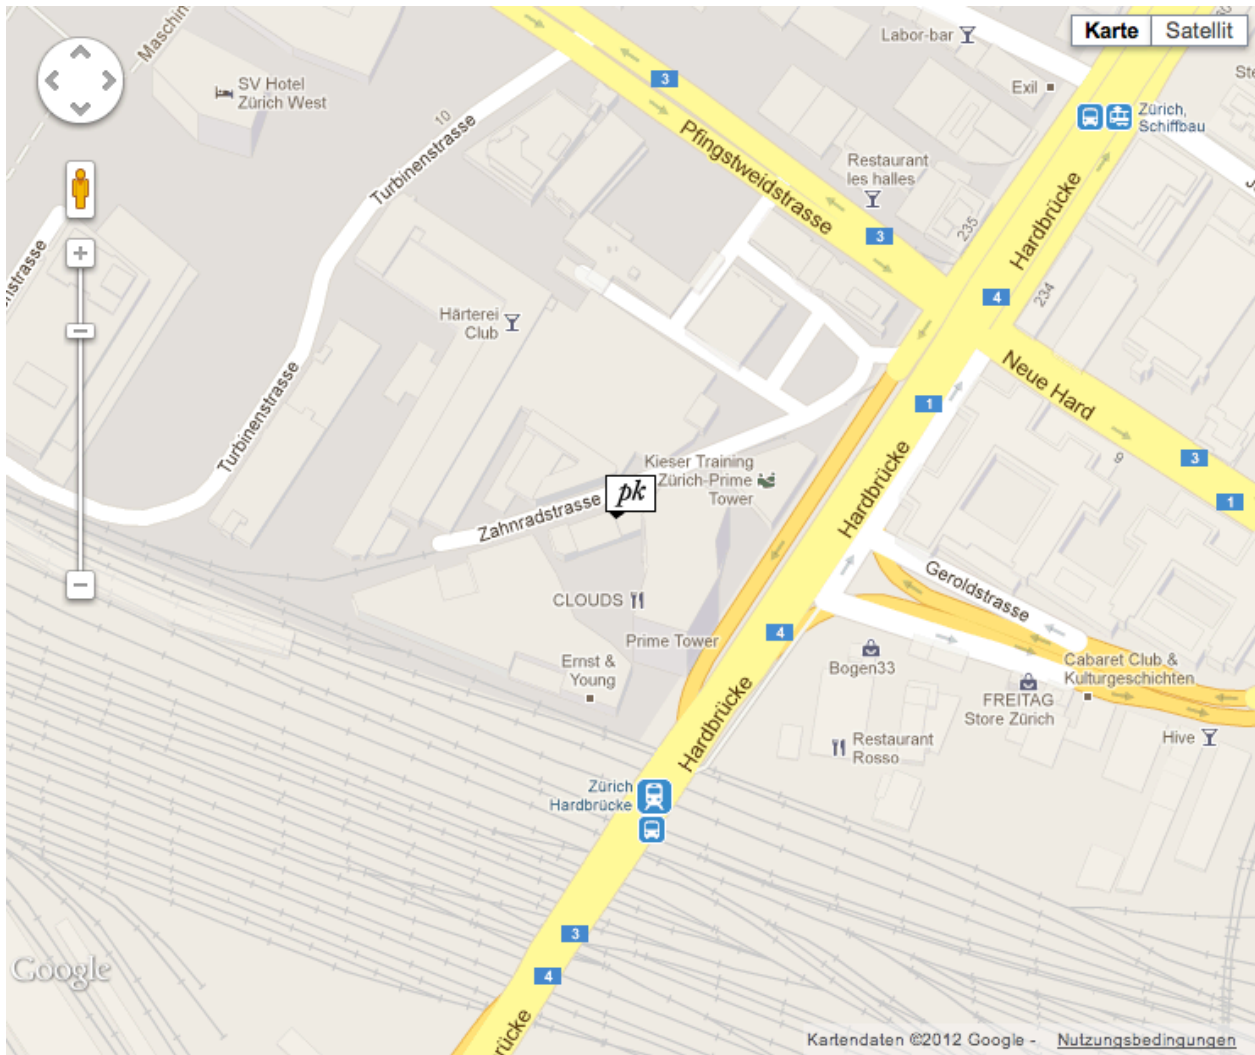 Maschin
Labor-bar
Karte
Satellit
SV Hotel
Zürich West
3
Exil
Ste
10
Zürich,
Schiffbau
Turbinenstrasse
Pfingstweidstrasse
Restaurant
les halles
3
235
Hardbrücke
4
234
nstrasse
Härterei
Club
Neue Hard
1
Turbinenstrasse
Kieser Training
Zürich-Prime
Tower
Hardbrücke
9
3
1
pk
Zahnradstrasse
Geroldstrasse
CLOUDS
4
Prime Tower
Ernst &
Young
Bogen33
Cabaret Club &
Kulturgeschichten
FREITAG
Store Zürich
Hardbrücke
Restaurant
Rosso
Hive
Zürich
Hardbrücke
3
4
Google
rücke
Kartendaten ©2012 Google - Nutzungsbedingungen